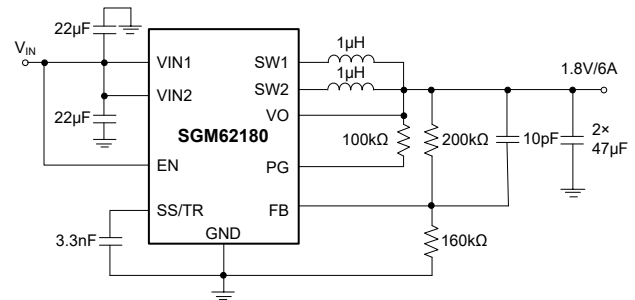 22µF
VIN
22µF
VIN1
VIN2
SGM62180
EN
SS/TR
GND
SW1
SW2
VO
PG
FB
1µH
1µH
1.8V/6A
100kΩ
200kΩ
10pF
2×
47µF
3.3nF
160kΩ